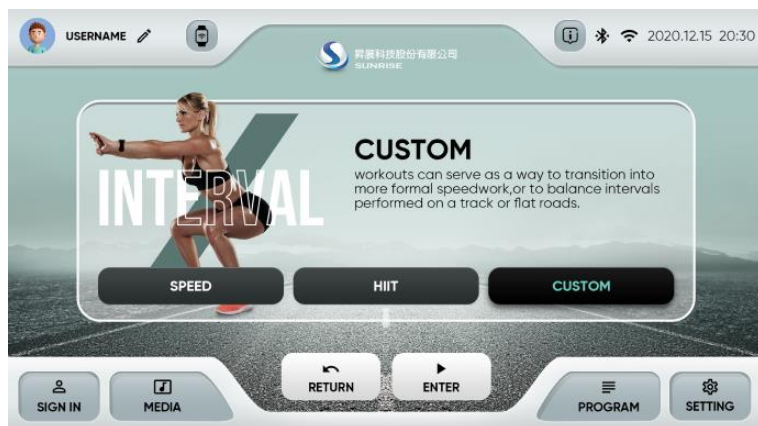 USERNAME
2020.12.15 20:30
昇展科技股份有限公司
SUNRISE
INTERVAL
CUSTOM
workouts can serve as a way to transition into
more formal speedwork,or to balance intervals
performed on a track or flat roads.
SPEED
HIIT
CUSTOM
RETURN
ENTER
SIGN IN
MEDIA
PROGRAM
SETTING